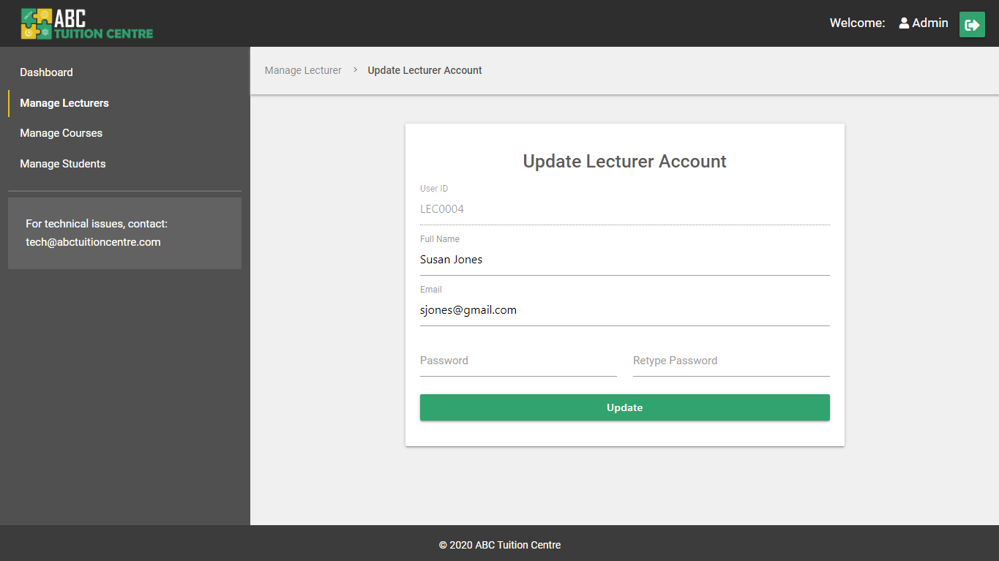 ABC
TUITION CENTRE
Welcome: Admin
Dashboard
Manage Lecturers
Manage Courses
Manage Students
For technical issues, contact:
tech@abctuitioncentre.com
Manage Lecturer > Update Lecturer Account
Update Lecturer Account
User ID
LEC0004
Full Name
Susan Jones
Email
sjones@gmail.com
Password Retype Password
Update
© 2020 ABC Tuition Centre